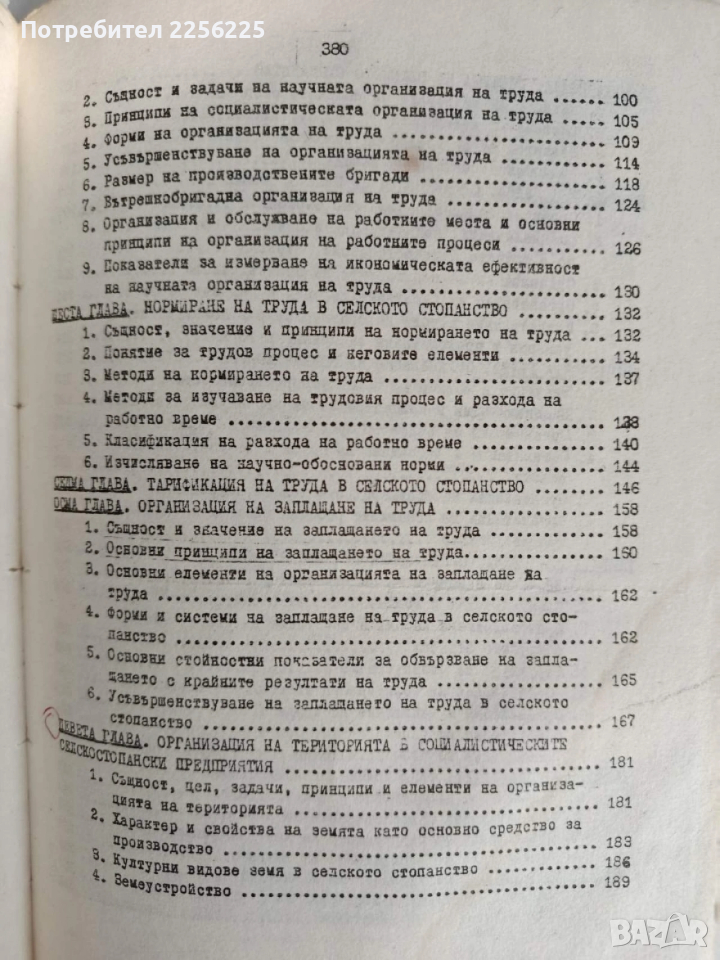 Потребител 2256225
380
2. Същност и задачи на научната организация на труда ...... 100
3. Принципи на социалистическата организация на труда ..... 105
4. Форми на организацията на труда ........................ 109
5. Усъвършенствуване на организацията на труда ............ 114
6. Размер на производствените бригади ..................... 118
7. Вътрешнобригадна организация на труда .................. 124
8. Организация и обслужване на работните места и основни
принципи на организация на работните процеси ........... 126
9. Показатели за измерване на икономическата ефективност
на научната организация на труда ....................... 130
ШЕСТА ГЛАВА. НОРМИРАНЕ НА ТРУДА В СЕЛСКОТО СТОПАНСТВО ........ 132
1. Същност, значение и принципи на нормирането на труда ... 132
2. Понятие за трудов процес и неговите елементи ........... 134
3. Методи на нормирането на труда ......................... 137
4. Методи за изучаване на трудовия процес и разхода на
работно време .......................................... 138
5. Класификация на разхода на работно време ............... 140
6. Изчисляване на научно-обосновани норми ................. 144
СЕДМА ГЛАВА. ТАРИФИКАЦИЯ НА ТРУДА В СЕЛСКОТО СТОПАНСТВО ...... 146
ОСМА ГЛАВА. ОРГАНИЗАЦИЯ НА ЗАПЛАЩАНЕ НА ТРУДА ................ 158
1. Същност и значение на заплащането на труда ............. 158
2. Основни принципи на заплащането на труда............... 160
3. Основни елементи на организацията на заплащане на
труда .................................................. 162
4. Форми и системи на заплащане на труда в селското сто-
панство ................................................ 162
5. Основни стойностни показатели за обвързване на запла-
щането с крайните резултати на труда ................... 165
6. Усъвършенствуване на заплащането на труда в селското
стопанство ............................................. 167
ДЕВЕТА ГЛАВА. ОРГАНИЗАЦИЯ НА ТЕРИТОРИЯТА В СОЦИАЛИСТИЧЕСКИТЕ
СЕЛСКОСТОПАНСКИ ПРЕДПРИЯТИЯ .................................. 181
1. Същност, цел, задачи, принципи и елементи на организа-
цията на територията ................................... 181
2. Характер и свойства на земята като основно средство за
производство ........................................... 183
3. Културни видове земя в селското стопанство ............. 186
4. Земеустройство ......................................... 189
BAZAR